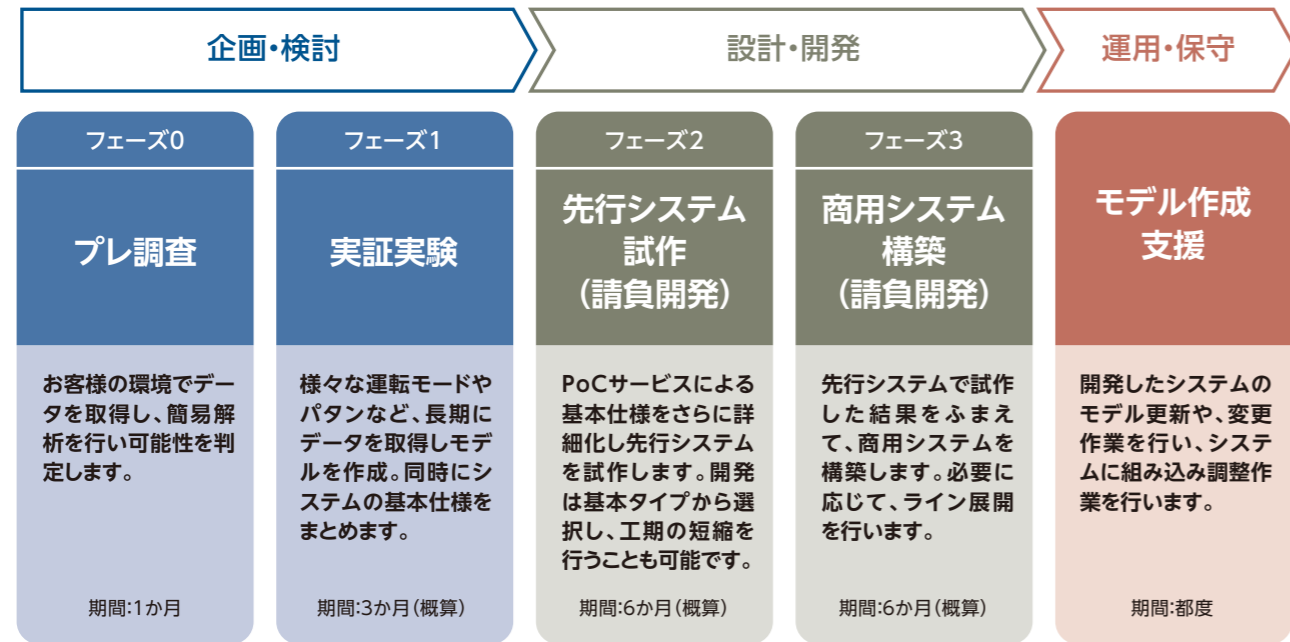 企画・検討
設計・開発
運用・保守
フェーズ0
プレ調査
お客様の環境でデー
タを取得し、簡易解
析を行い可能性を判
定します。
期間:1か月
フェーズ1
実証実験
様々な運転モードや
パタンなど、長期に
データを取得しモデ
ルを作成。同時にシ
ステムの基本仕様を
まとめます。
期間:3か月(概算)
フェーズ2
先行システム
試作
(請負開発)
PoCサービスによる
基本仕様をさらに詳
細化し先行システム
を試作します。開発
は基本タイプから選
択し、工期の短縮を
行うことも可能です。
期間:6か月(概算)
フェーズ3
商用システム
構築
(請負開発)
先行システムで試作
した結果をふまえ
て、商用システムを
構築します。必要に
応じて、ライン展開
を行います。
期間:6か月(概算)
モデル作成
支援
開発したシステムの
モデル更新や、変更
作業を行い、システ
ムに組み込み調整作
業を行います。
期間:都度